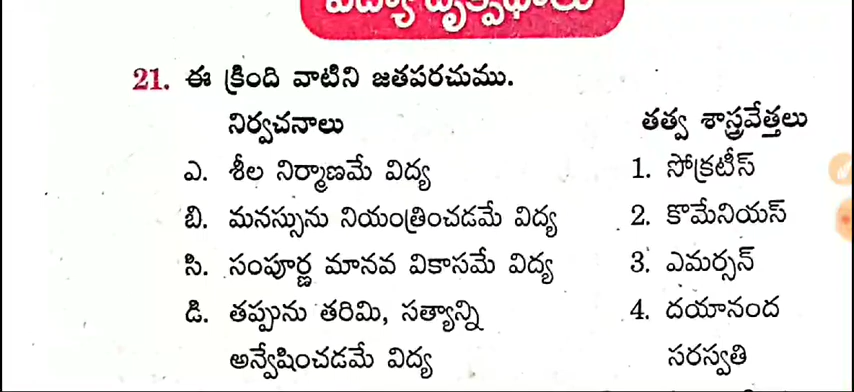 విద్యా దృక్పథాలు
21. ఈ క్రింది వాటిని జతపరచుము.
నిర్వచనాలు తత్వ శాస్త్రవేత్తలు
ఎ. శీల నిర్మాణమే విద్య 1. సోక్రటీస్
బి. మనస్సును నియంత్రించడమే విద్య 2. కొమేనియస్
సి. సంపూర్ణ మానవ వికాసమే విద్య 3. ఎమర్సన్
డి. తప్పును తరిమి, సత్యాన్ని 4. దయానంద
అన్వేషించడమే విద్య సరస్వతి